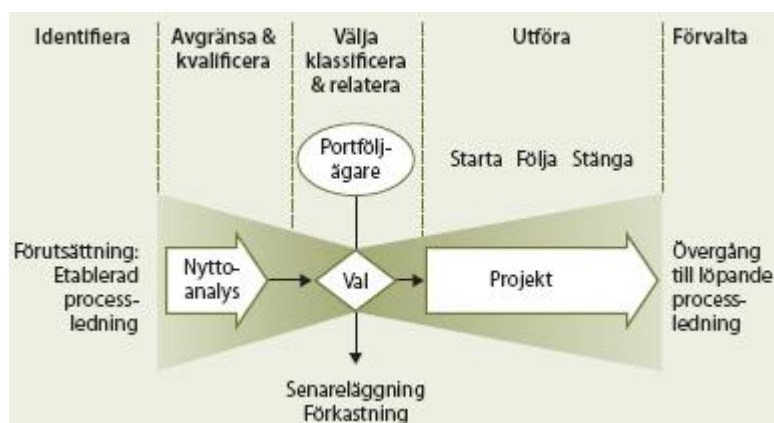 Identifiera
Avgränsa &
kvalificera
Välja
klassificera
& relatera
Utföra
Förvalta
Portfölj-
ägare
Starta Följa Stänga
Förutsättning:
Etablerad
process-
ledning
Nytto-
analys
Val
Projekt
Övergång
till löpande
process-
ledning
Senareläggning
Förkastning